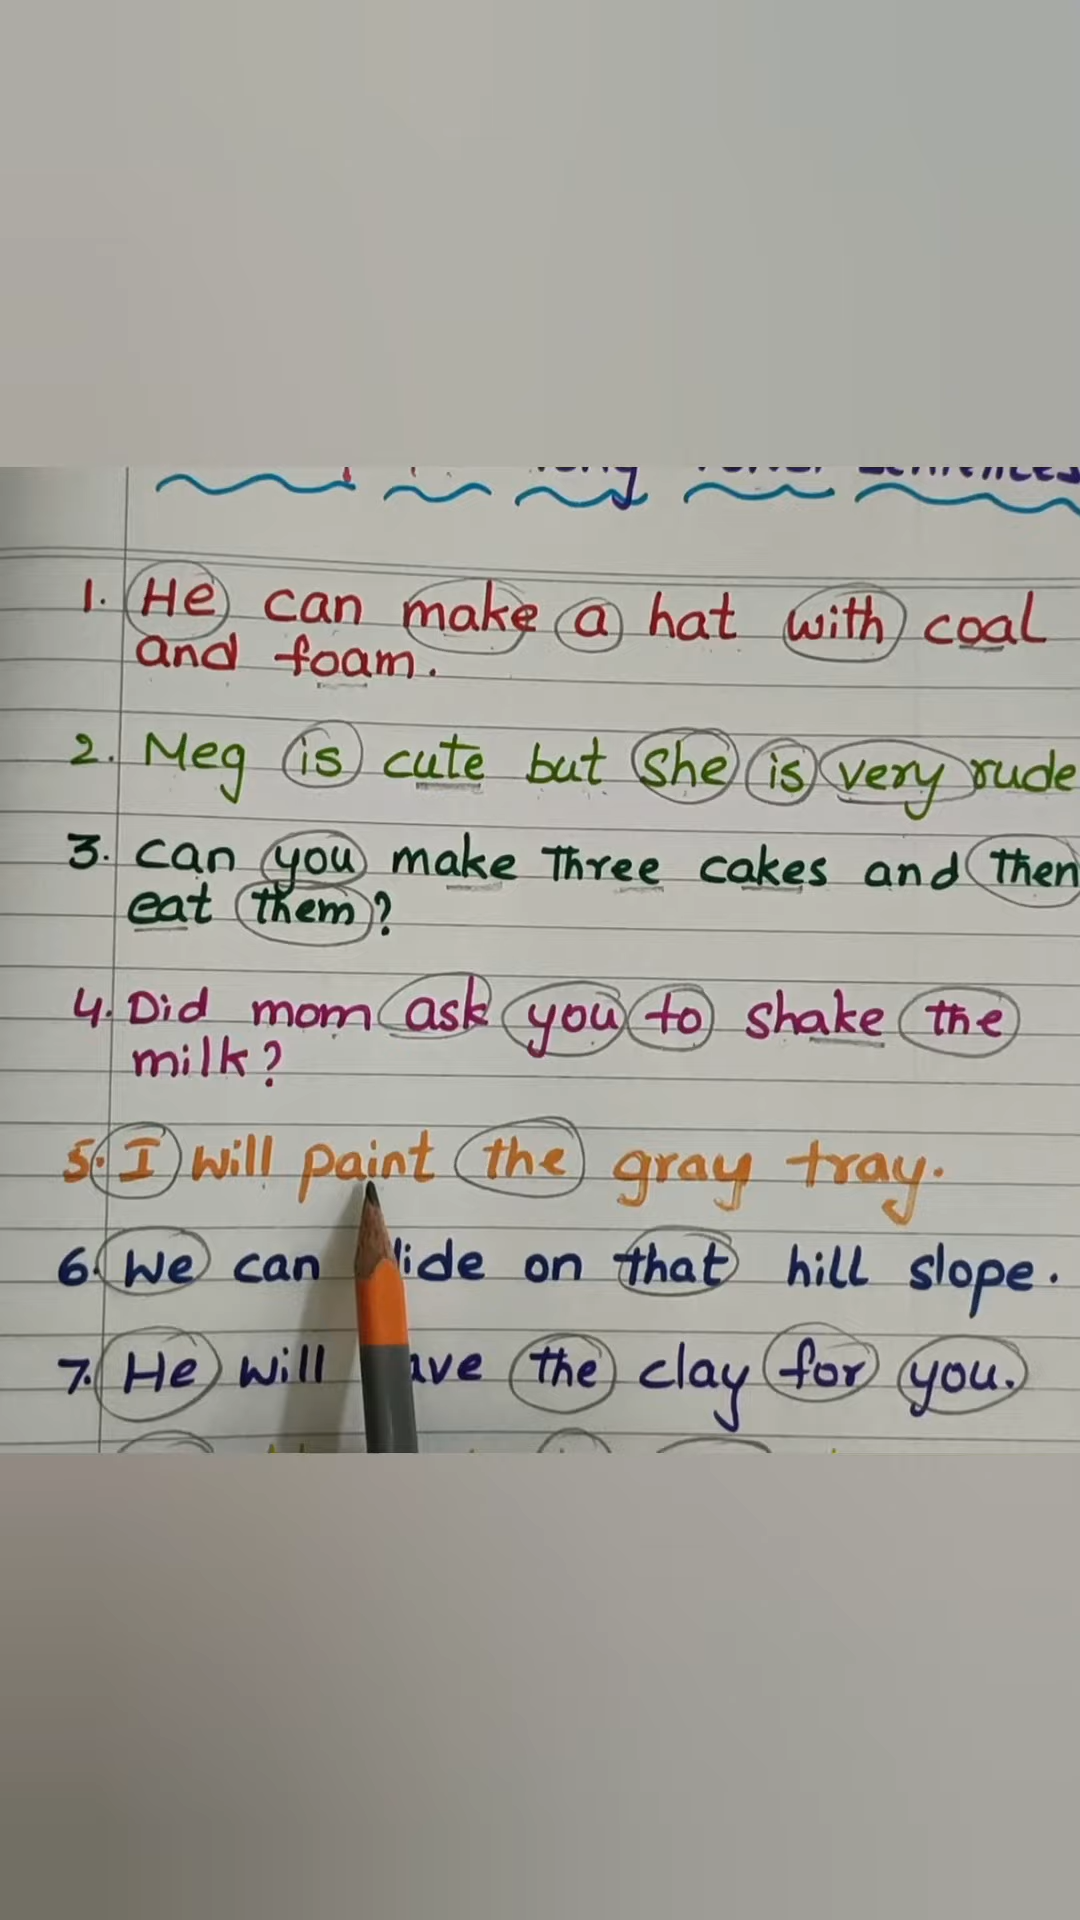 sentences
1. He can make a hat with coal
and foam.
2. Meg is cute but she is very rude
3. can you make Three cakes and Then
eat them?
4. Did mom ask you to shake the
milk?
5. I will paint the gray tray.
6. We can on that hill slope.
7. He will the clay for you.